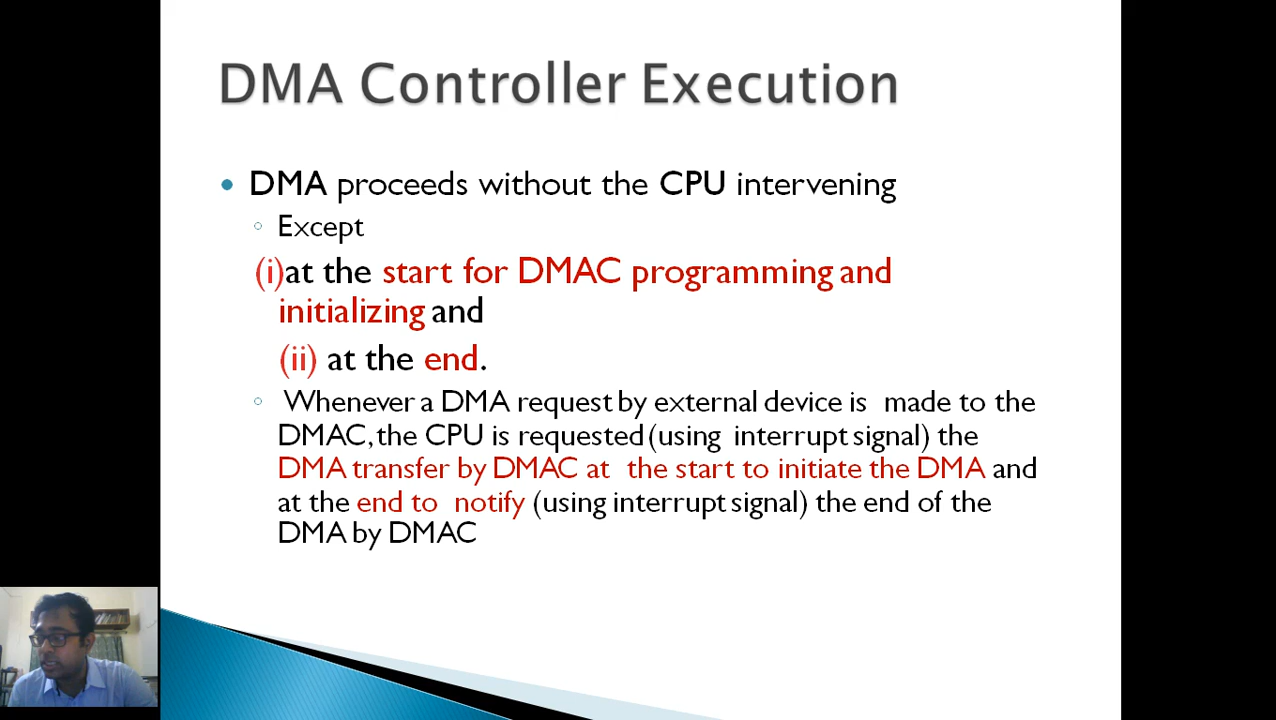 DMA Controller Execution
DMA proceeds without the CPU intervening
Except
(i)at the start for DMAC programming and
initializing and
(ii) at the end.
Whenever a DMA request by external device is made to the
DMAC, the CPU is requested (using interrupt signal) the
DMA transfer by DMAC at the start to initiate the DMA and
at the end to notify (using interrupt signal) the end of the
DMA by DMAC